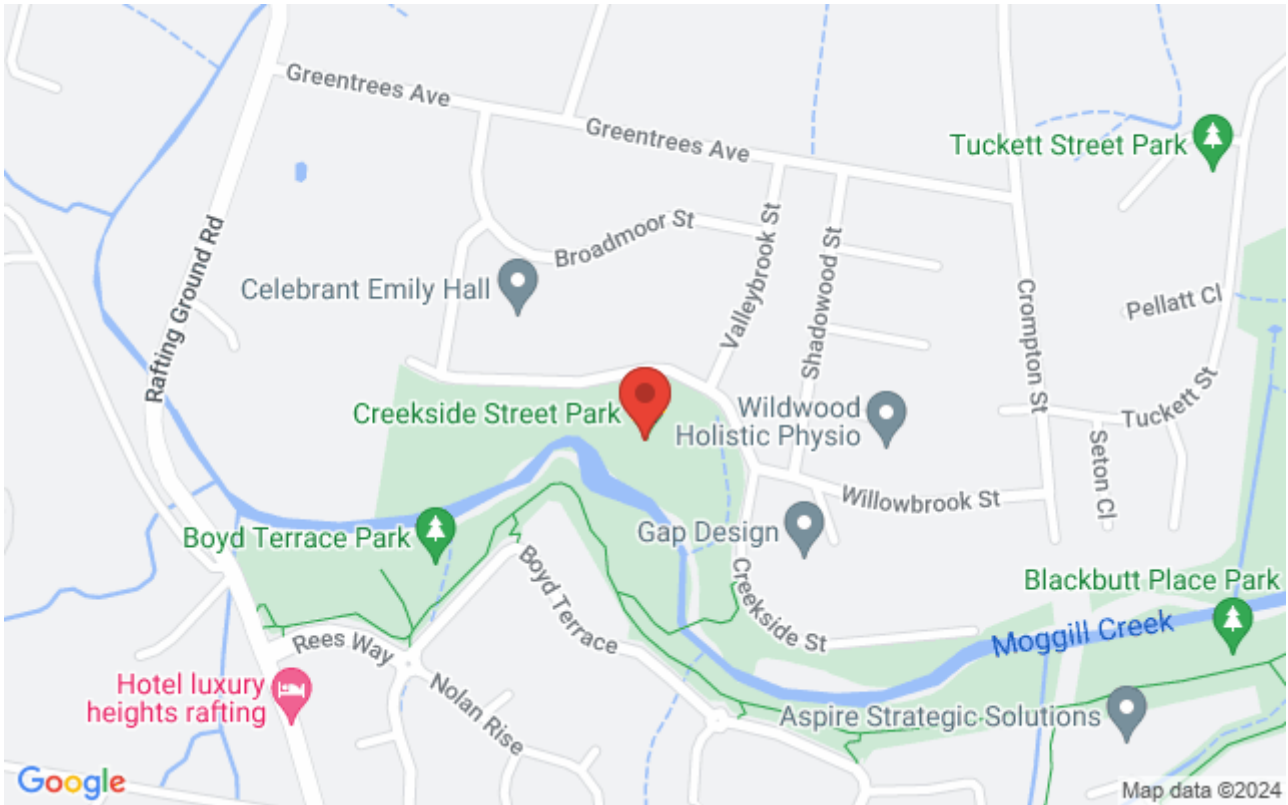 Greentrees Ave
Greentrees Ave
Tuckett Street Park
Rafting Ground Rd
Broadmoor St
Celebrant Emily Hall
Valleybrook St
Shadowood St
Crompton St
Pellatt Cl
Tuckett St
Seton Cl
Creekside Street Park
Wildwood
Holistic Physio
Willowbrook St
Boyd Terrace Park
Gap Design
Boyd Terrace
Creekside St
Blackbutt Place Park
Moggill Creek
Rees Way
Nolan Rise
Hotel luxury
heights rafting
Aspire Strategic Solutions
Google
Map data ©2024